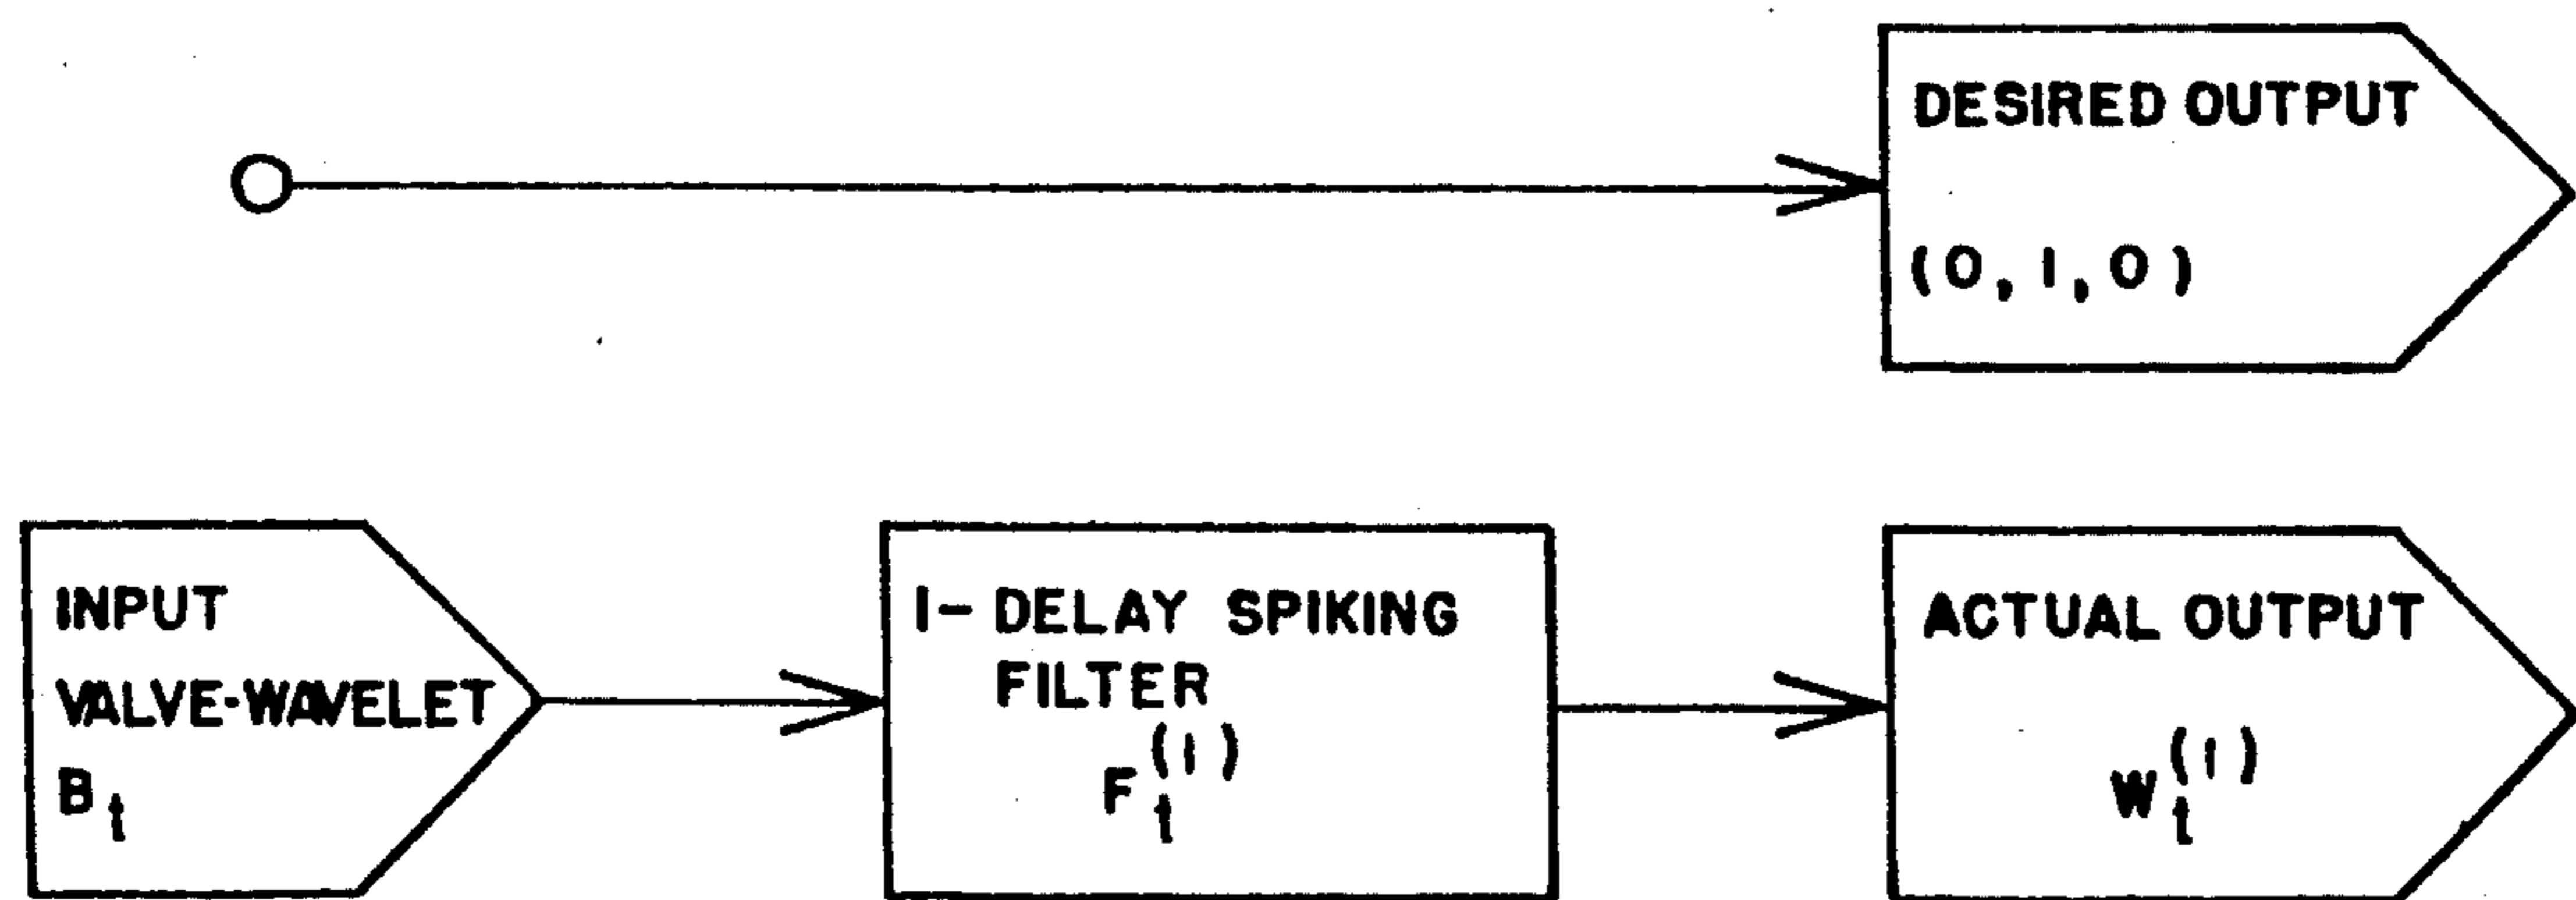 DESIRED OUTPUT
(0, 1, 0)
INPUT
VALVE-WAVELET
B_t
1- DELAY SPIKING
FILTER
F_t^(1)
ACTUAL OUTPUT
W_t^(1)